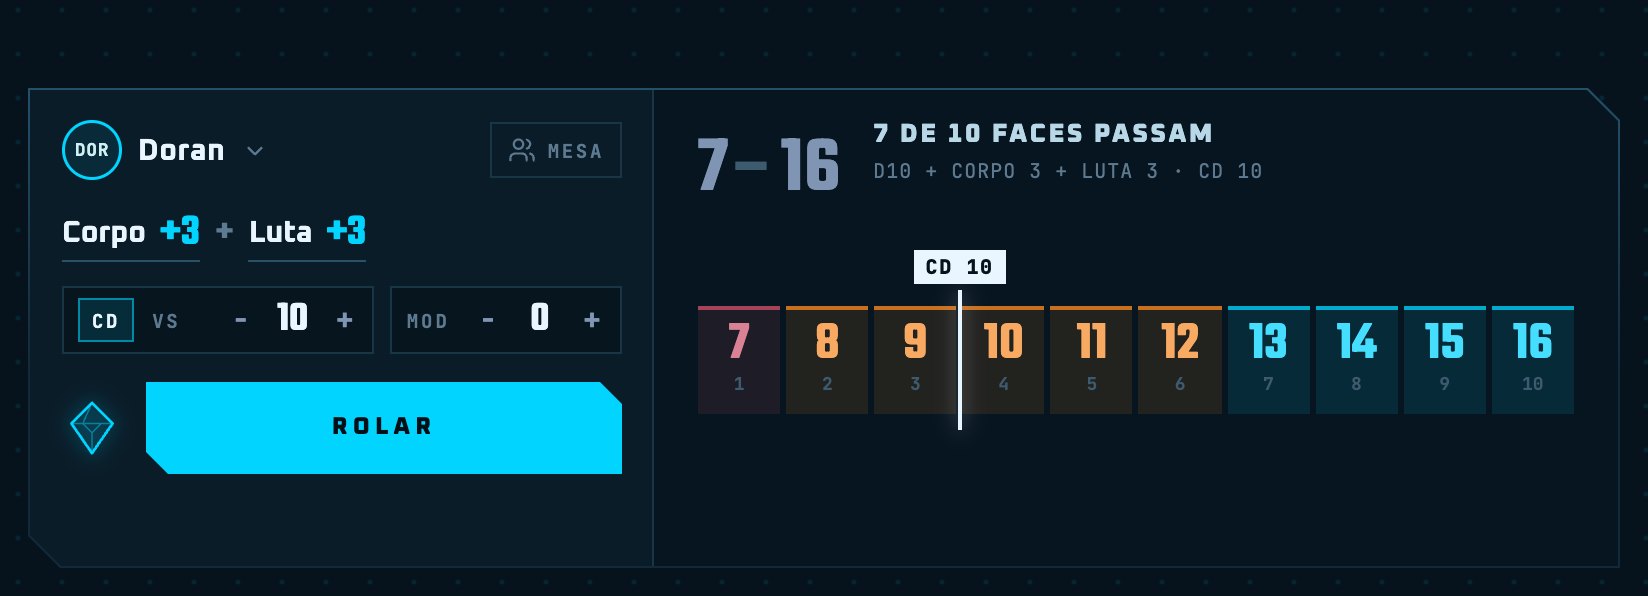 DOR Doran
MESA
Corpo +3 + Luta +3
CD VS - 10 +
MOD - 0 +
ROLAR
7–16
7 DE 10 FACES PASSAM
D10 + CORPO 3 + LUTA 3 · CD 10
CD 10
7 8 9 10 11 12 13 14 15 16
1 2 3 4 5 6 7 8 9 10